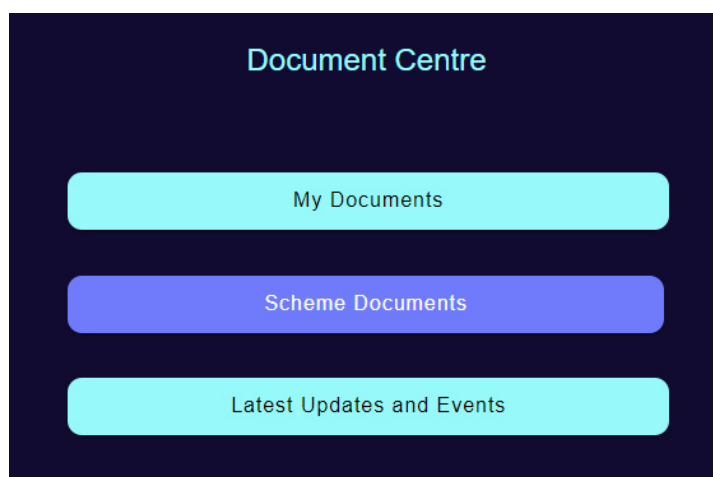 Document Centre
My Documents
Scheme Documents
Latest Updates and Events